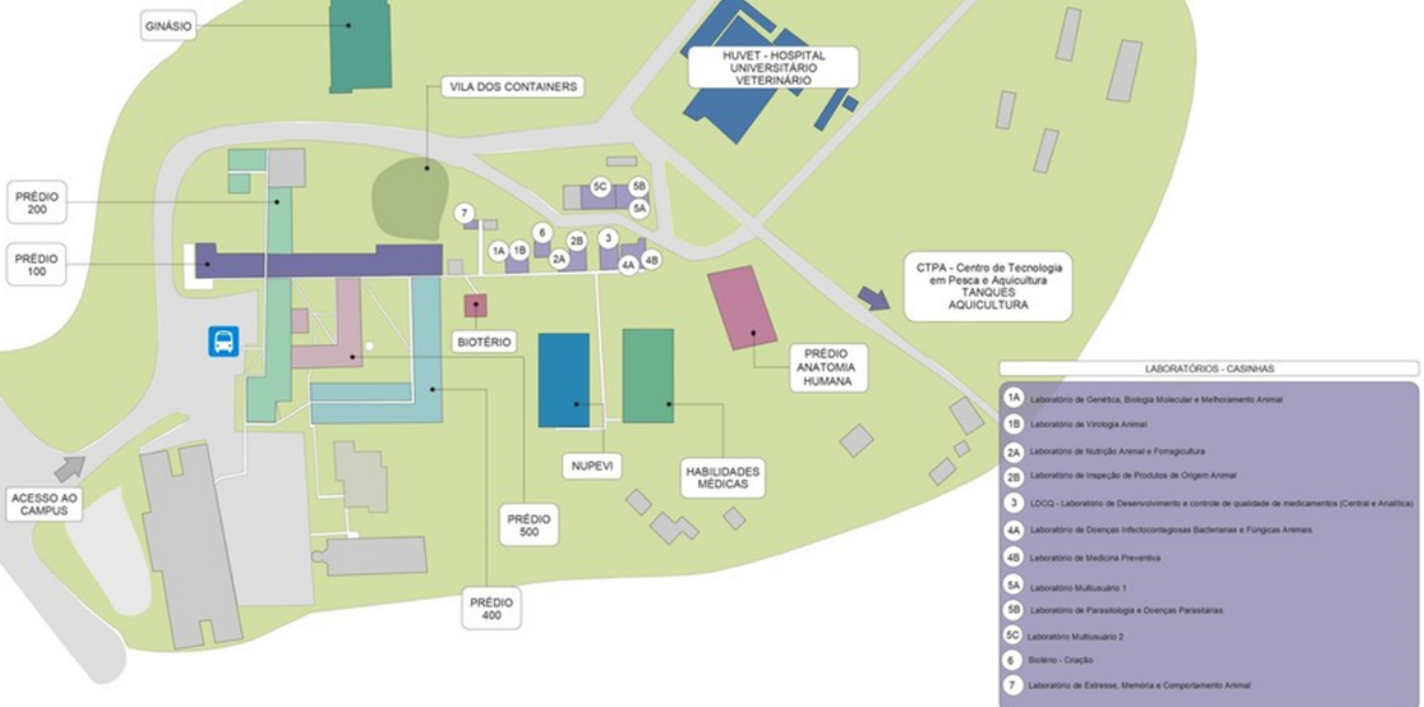 GINÁSIO
HUVET - HOSPITAL
UNIVERSITÁRIO
VETERINÁRIO
VILA DOS CONTAINERS
PRÉDIO
200
PRÉDIO
100
7
1A
1B
6
2A
2B
5C
5B
5A
3
4A
4B
CTPA - Centro de Tecnologia
em Pesca e Aquicultura
TANQUES
AQUICULTURA
BIOTÉRIO
PRÉDIO
ANATOMIA
HUMANA
NUPEVI
HABILIDADES
MÉDICAS
ACESSO AO
CAMPUS
PRÉDIO
500
PRÉDIO
400
LABORATÓRIOS - CASINHAS
1A Laboratório de Genética, Biologia Molecular e Melhoramento Animal
1B Laboratório de Virologia Animal
2A Laboratório de Nutrição Animal e Forragicultura
2B Laboratório de Inspeção de Produtos de Origem Animal
3 LDCQ - Laboratório de Desenvolvimento e controle de qualidade de medicamentos (Central e Analítica)
4A Laboratório de Doenças Infectocontagiosas Bacterianas e Fúngicas Animais
4B Laboratório de Medicina Preventiva
5A Laboratório Multiusuário 1
5B Laboratório de Parasitologia e Doenças Parasitárias
5C Laboratório Multiusuário 2
6 Biotério - Criação
7 Laboratório de Estresse, Memória e Comportamento Animal